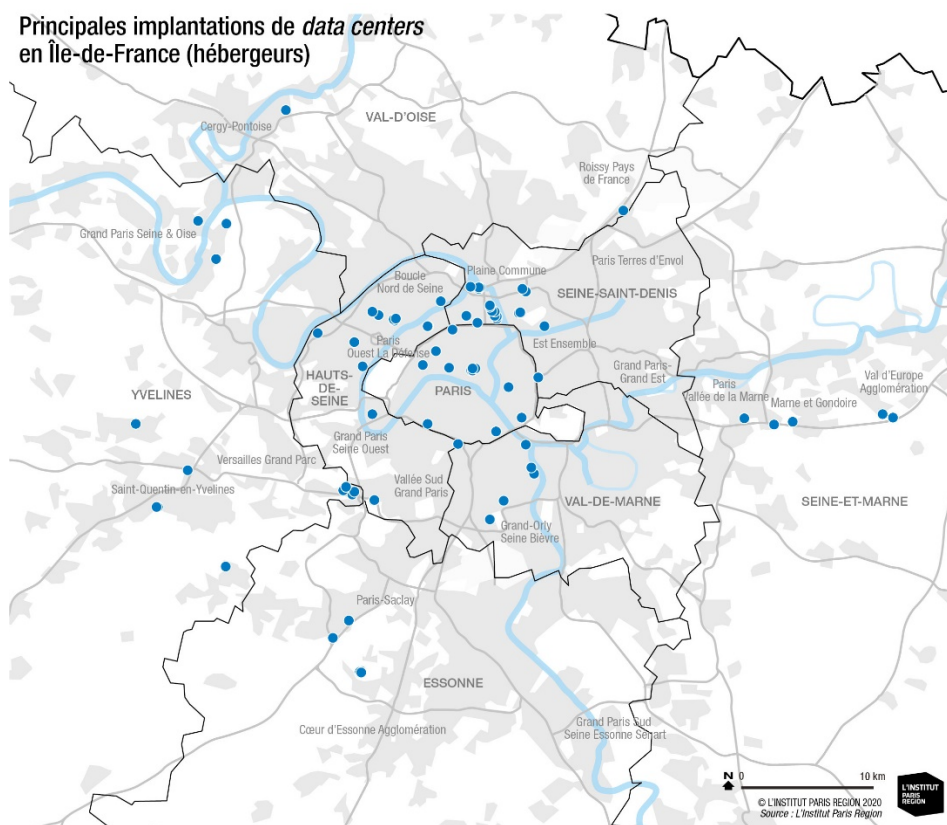 Principales implantations de data centers
en Île-de-France (hébergeurs)
Cergy-Pontoise
VAL-D'OISE
Roissy Pays
de France
Grand Paris Seine & Oise
Paris Terres d'Envol
Boucle
Nord de Seine
Plaine Commune
SEINE-SAINT-DENIS
Paris
Ouest La Défense
Est Ensemble
HAUTS-
DE-
SEINE
PARIS
Grand Paris-
Grand Est
Paris
Vallée de la Marne
Marne et Gondoire
Val d'Europe
Agglomération
YVELINES
Grand Paris
Seine Ouest
Versailles Grand Parc
Saint-Quentin-en-Yvelines
Vallée Sud
Grand Paris
VAL-DE-MARNE
SEINE-ET-MARNE
Grand-Orly
Seine Bièvre
Paris-Saclay
ESSONNE
Cœur d'Essonne Agglomération
Grand Paris Sud
Seine Essonne Sénart
N
0
10 km
© L'INSTITUT PARIS REGION 2020
Source : L'Institut Paris Region
L'INSTITUT
PARIS
REGION